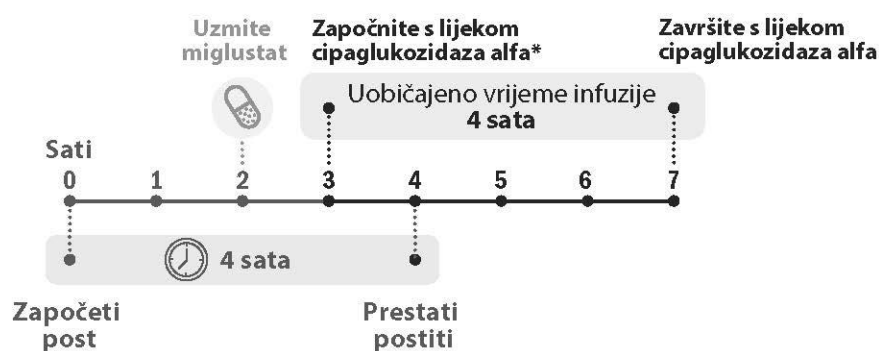 Uzmite
miglustat
Započnite s lijekom
cipaglukozidaza alfa*
Završite s lijekom
cipaglukozidaza alfa
Uobičajeno vrijeme infuzije
4 sata
Sati
0 1 2 3 4 5 6 7
4 sata
Započeti
post
Prestati
postiti